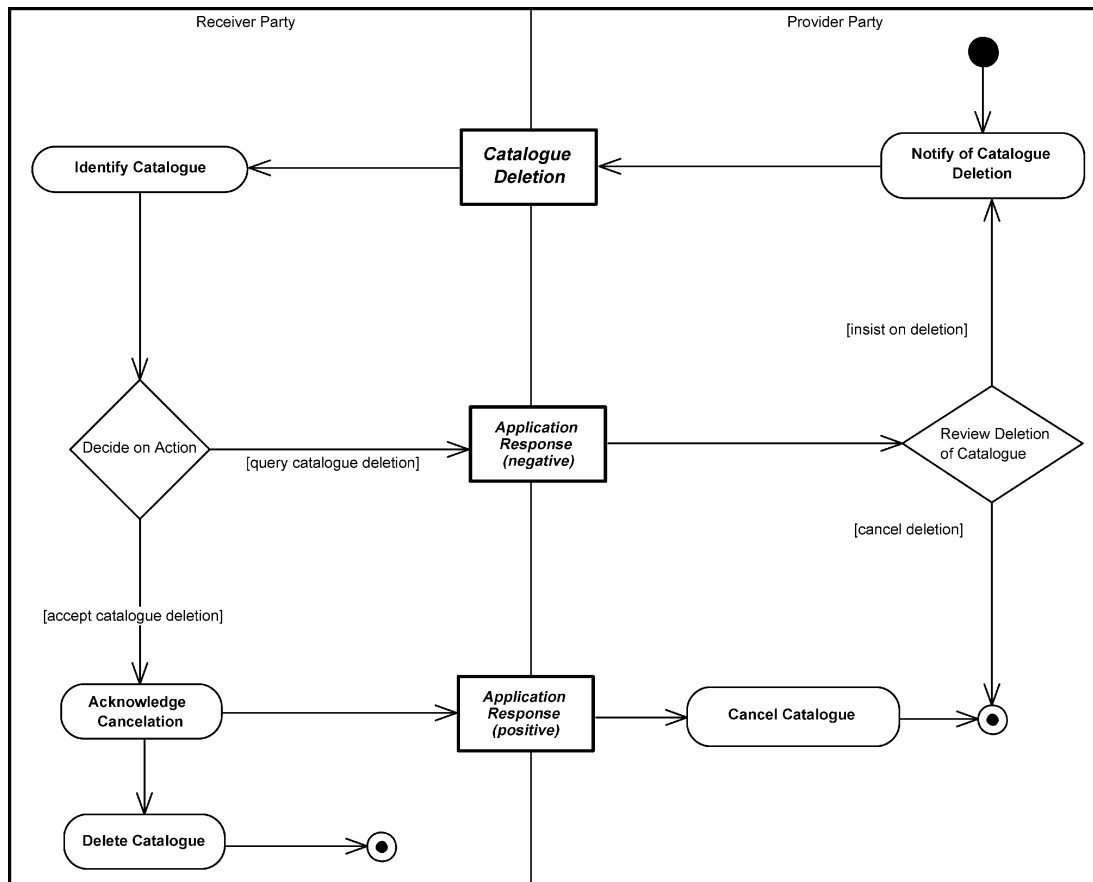 Receiver Party
Provider Party
Identify Catalogue
Catalogue
Deletion
Notify of Catalogue
Deletion
[insist on deletion]
Decide on Action
[query catalogue deletion]
Application
Response
(negative)
Review Deletion
of Catalogue
[cancel deletion]
[accept catalogue deletion]
Acknowledge
Cancelation
Application
Response
(positive)
Cancel Catalogue
Delete Catalogue